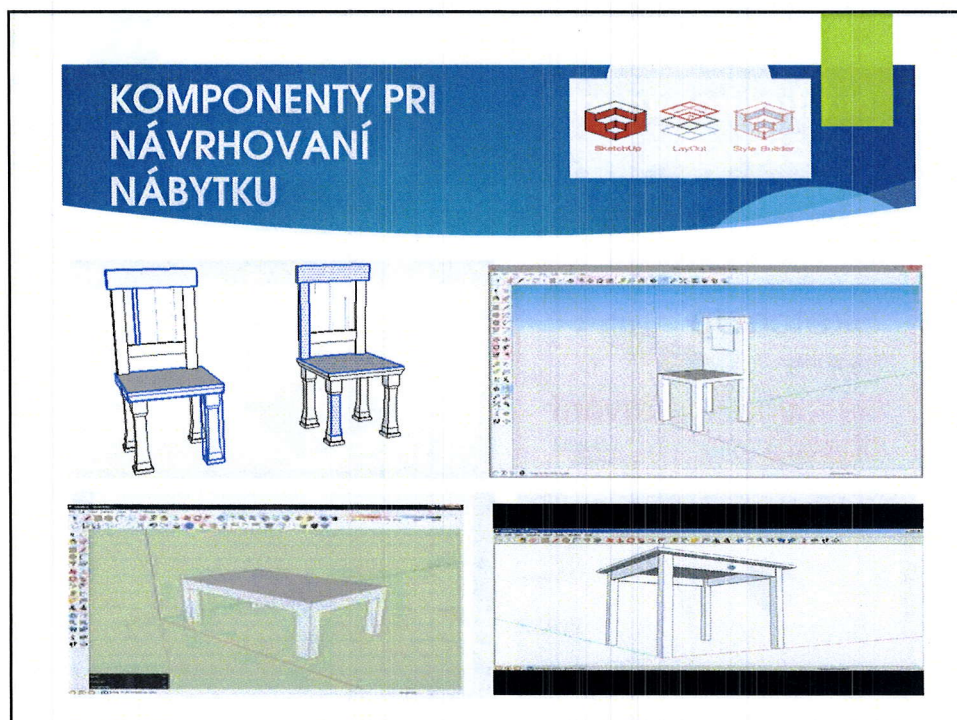 KOMPONENTY PRI
NÁVRHOVANÍ
NÁBYTKU
SketchUp
LayOut
Style Builder